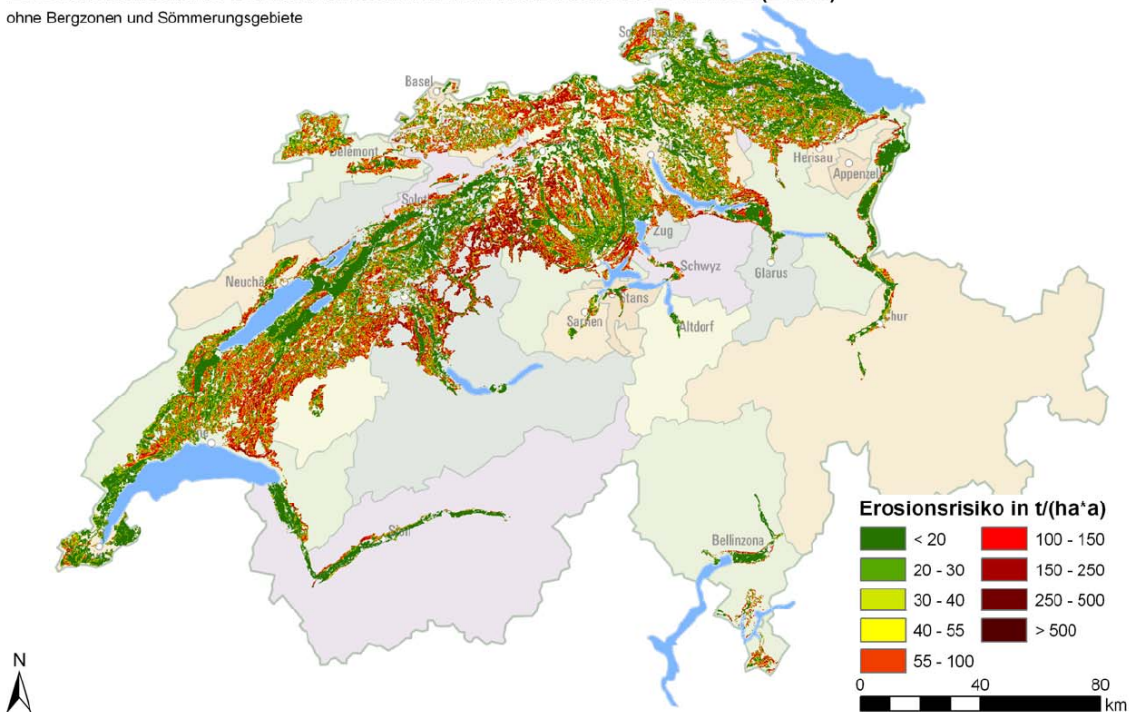 ohne Bergzonen und Sömmerungsgebiete
Basel
Delémont
Herisau
Appenzell
Zug
Neuchâ
Schwyz
Glarus
Stans
Sarnen
Altdorf
Chur
Sion
Bellinzona
Erosionsrisiko in t/(ha*a)
< 20
100 - 150
20 - 30
150 - 250
30 - 40
250 - 500
40 - 55
> 500
55 - 100
N
0 40 80
km